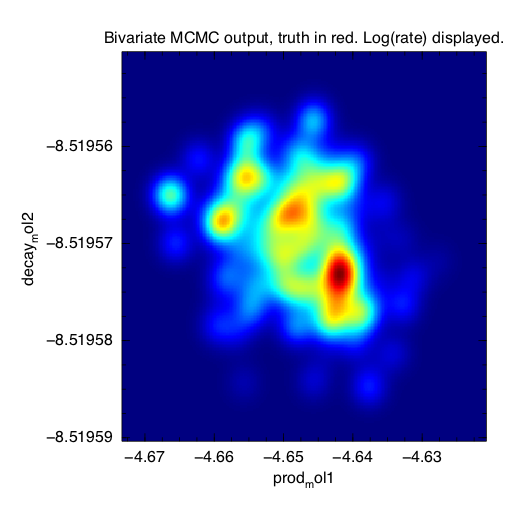 Bivariate MCMC output, truth in red. Log(rate) displayed.
-8.51956
-8.51957
-8.51958
-8.51959
decay_mol2
-4.67 -4.66 -4.65 -4.64 -4.63
prod_mol1